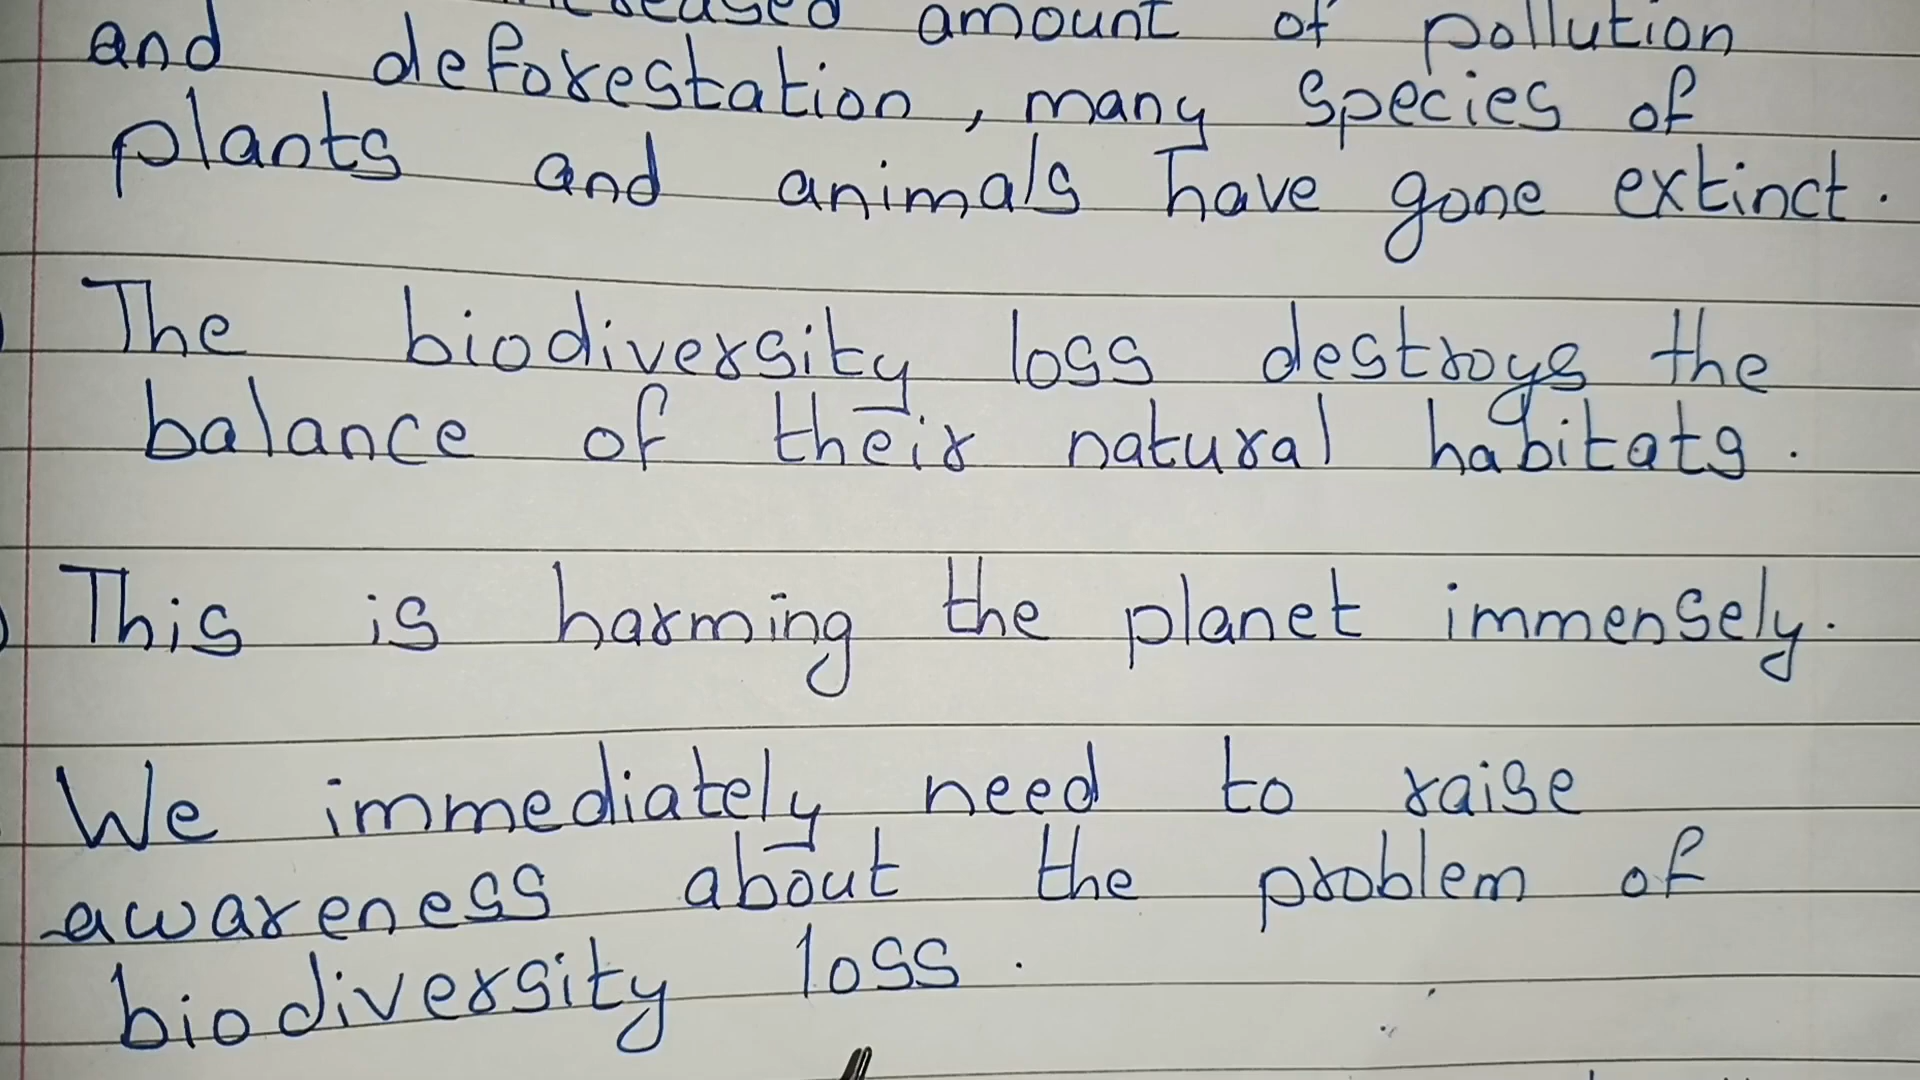 increased amount of pollution
and deforestation, many species of
plants and animals have gone extinct.
The biodiversity loss destroys the
balance of their natural habitats.
This is harming the planet immensely.
We immediately need to raise
awareness about the problem of
biodiversity loss.